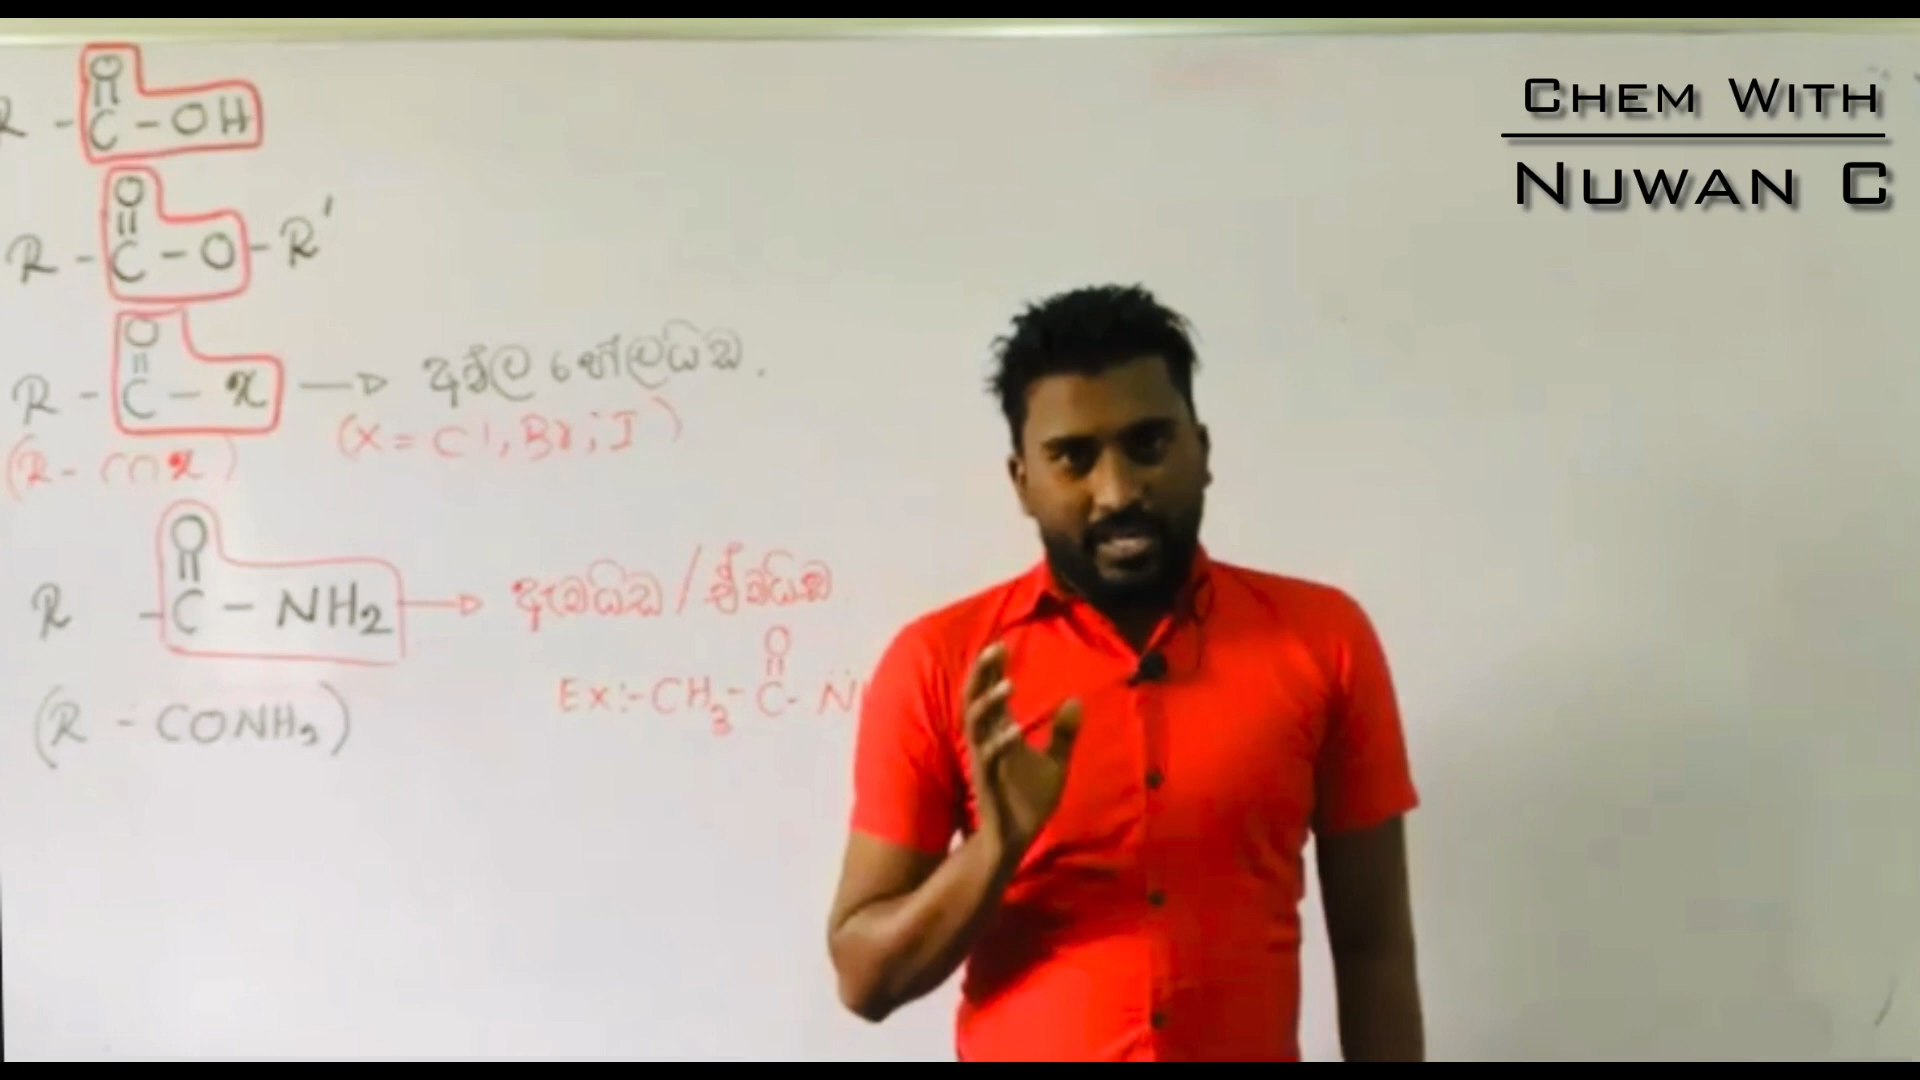 CHEM WITH
NUWAN C
O
R - C - OH
O
R - C - O - R'
O
R - C - X → අම්ල හේලයිඩ.
(R - COX) (X = Cl, Br, I)
O
R - C - NH2 → ඇමයිඩ / ඒමයිඩ
O
(R - CONH2) Ex:- CH3 - C - N